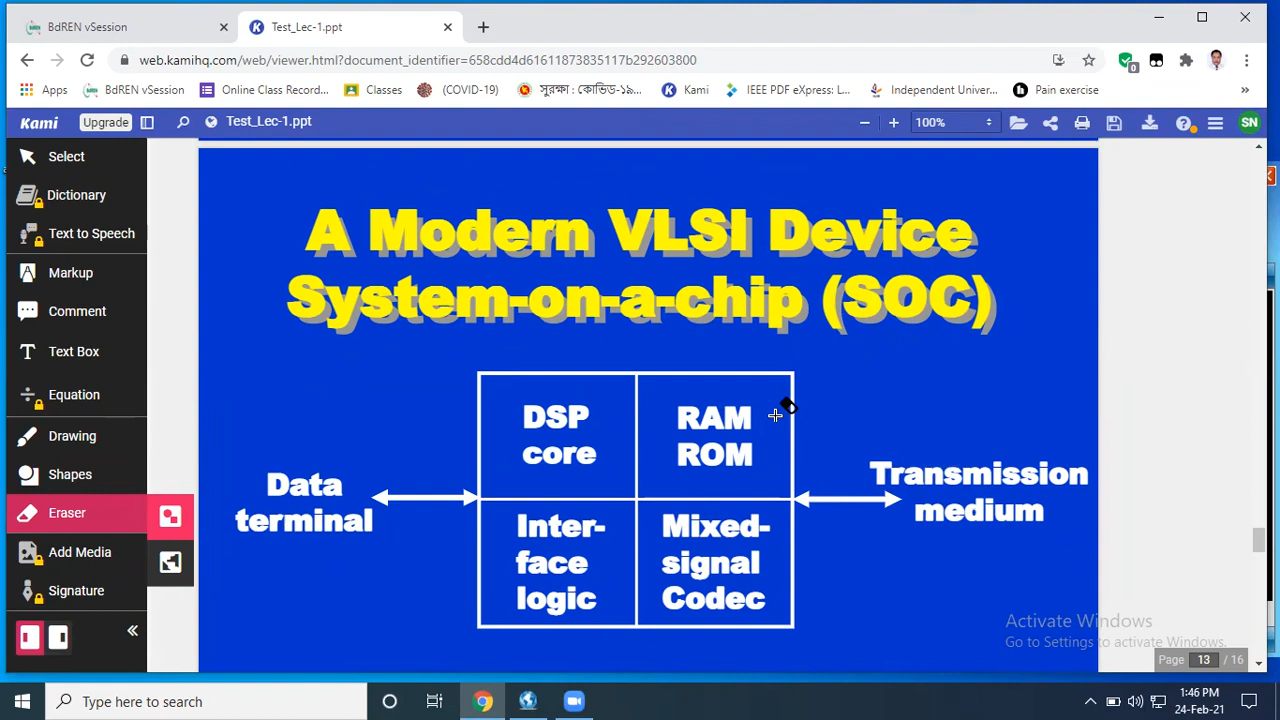 BdREN vSession
Test_Lec-1.ppt
web.kamihq.com/web/viewer.html?document_identifier=658cdd4d61611873835117b292603800
0
Apps BdREN vSession Online Class Record... Classes (COVID-19) সুরক্ষা : কোভিড-১৯... Kami IEEE PDF eXpress: L... Independent Univer... Pain exercise »
Kami Upgrade Test_Lec-1.ppt 100% SN
Select
Dictionary
Text to Speech
Markup
Comment
Text Box
Equation
Drawing
Shapes
Eraser
Add Media
Signature
A Modern VLSI Device
System-on-a-chip (SOC)
DSP
core
RAM
ROM
Data
terminal
Inter-
face
logic
Mixed-
signal
Codec
Transmission
medium
Activate Windows
Go to Settings to activate Windows.
Page 13 / 16
Type here to search
1:46 PM
24-Feb-21